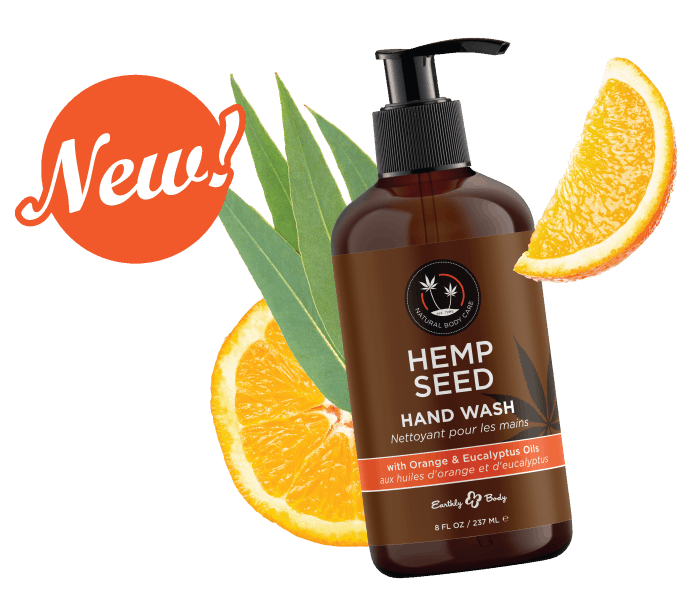 New!
NATURAL BODY CARE
HEMP
SEED
HAND WASH
Nettoyant pour les mains
with Orange & Eucalyptus Oils
aux huiles d'orange et d'eucalyptus
Earthly Body
8 FL OZ / 237 ML ℮